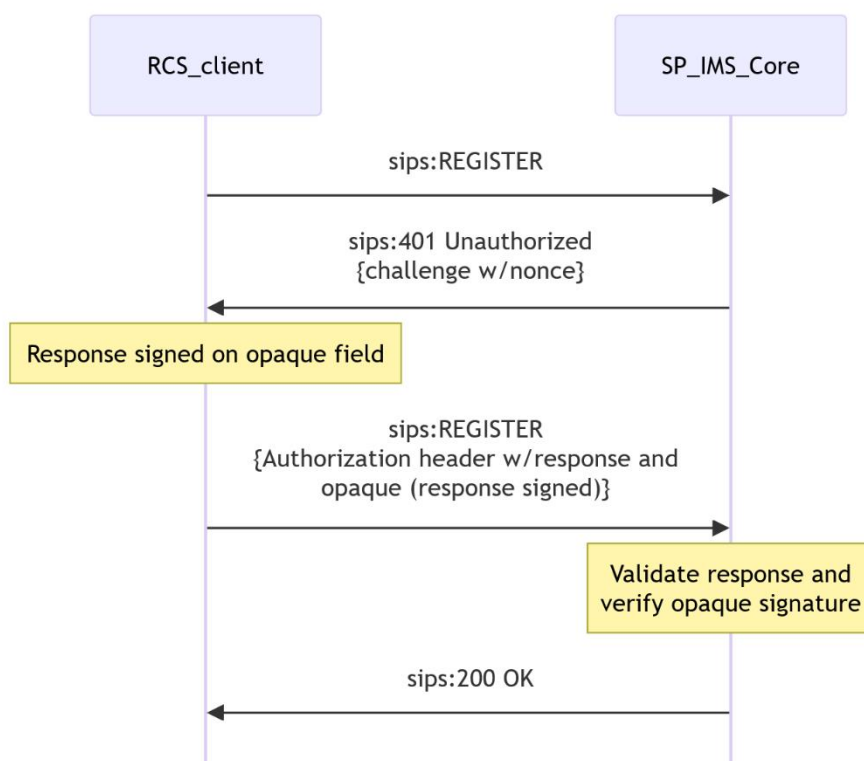 RCS_client
SP_IMS_Core
sips:REGISTER
sips:401 Unauthorized
{challenge w/nonce}
Response signed on opaque field
sips:REGISTER
{Authorization header w/response and
opaque (response signed)}
Validate response and
verify opaque signature
sips:200 OK